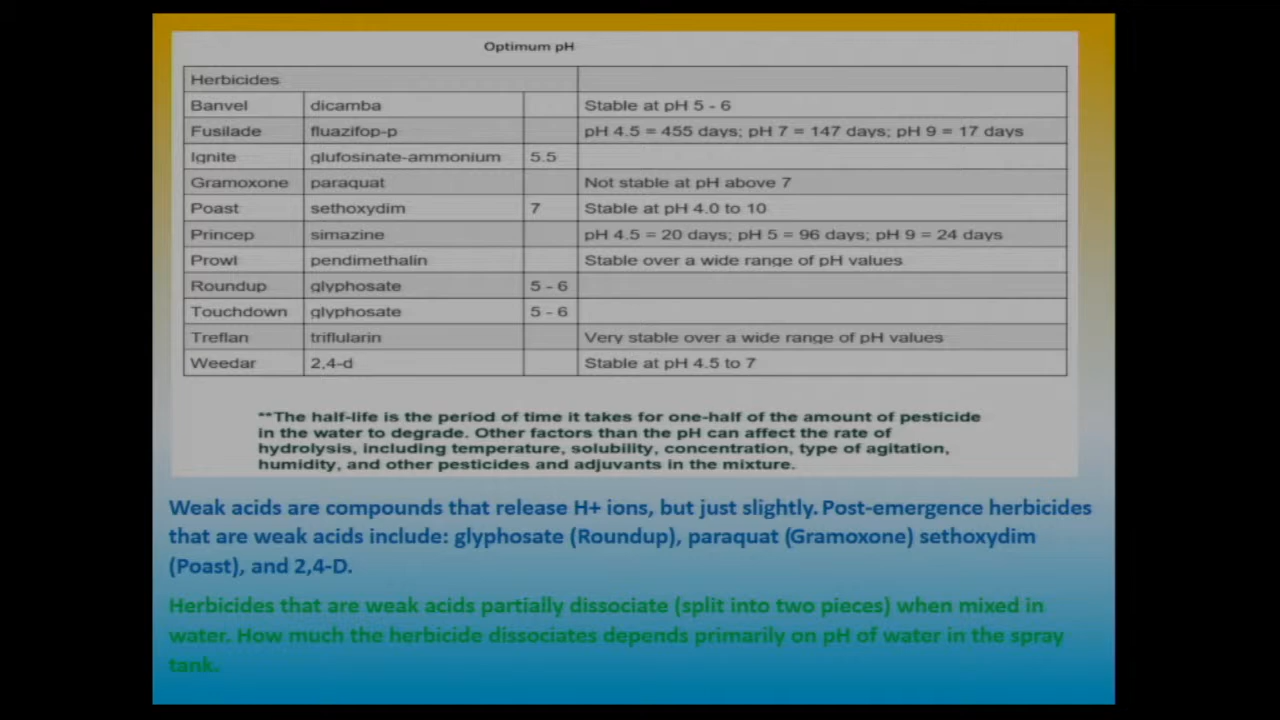 Optimum pH
Herbicides
Banvel dicamba Stable at pH 5 - 6
Fusilade fluazifop-p pH 4.5 = 455 days; pH 7 = 147 days; pH 9 = 17 days
Ignite glufosinate-ammonium 5.5
Gramoxone paraquat Not stable at pH above 7
Poast sethoxydim 7 Stable at pH 4.0 to 10
Princep simazine pH 4.5 = 20 days; pH 5 = 96 days; pH 9 = 24 days
Prowl pendimethalin Stable over a wide range of pH values
Roundup glyphosate 5 - 6
Touchdown glyphosate 5 - 6
Treflan triflularin Very stable over a wide range of pH values
Weedar 2,4-d Stable at pH 4.5 to 7
**The half-life is the period of time it takes for one-half of the amount of pesticide
in the water to degrade. Other factors than the pH can affect the rate of
hydrolysis, including temperature, solubility, concentration, type of agitation,
humidity, and other pesticides and adjuvants in the mixture.
Weak acids are compounds that release H+ ions, but just slightly. Post-emergence herbicides
that are weak acids include: glyphosate (Roundup), paraquat (Gramoxone) sethoxydim
(Poast), and 2,4-D.
Herbicides that are weak acids partially dissociate (split into two pieces) when mixed in
water. How much the herbicide dissociates depends primarily on pH of water in the spray
tank.